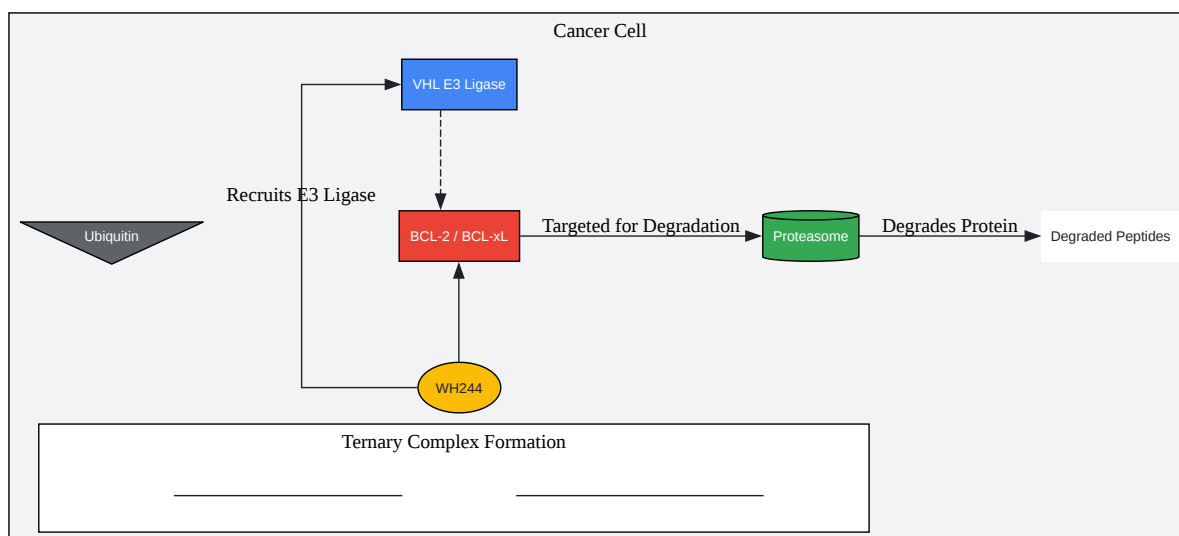 Cancer Cell
VHL E3 Ligase
Recruits E3 Ligase
Ubiquitin
BCL-2 / BCL-xL
Targeted for Degradation
Proteasome
Degrades Protein
Degraded Peptides
WH244
Ternary Complex Formation